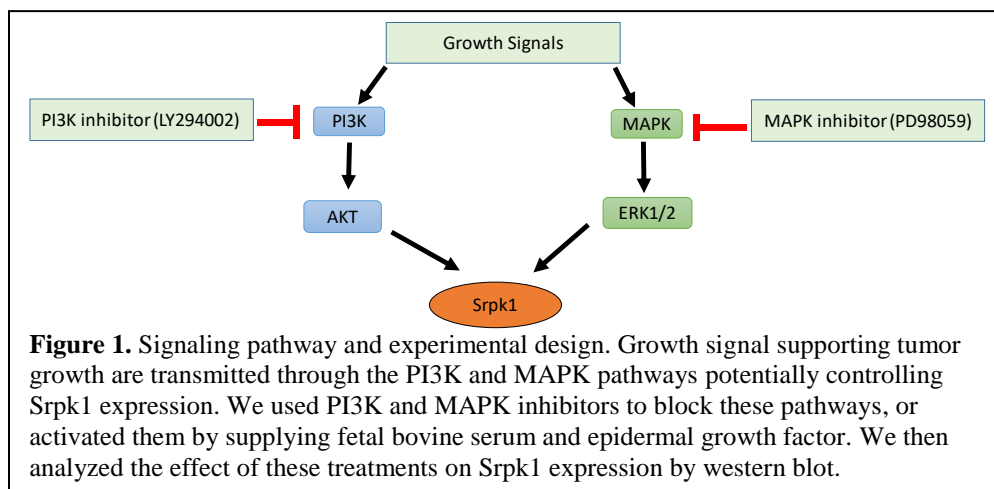 Growth Signals
PI3K inhibitor (LY294002)
PI3K
MAPK
MAPK inhibitor (PD98059)
AKT
ERK1/2
Srpk1
Figure 1. Signaling pathway and experimental design. Growth signal supporting tumor
growth are transmitted through the PI3K and MAPK pathways potentially controlling
Srpk1 expression. We used PI3K and MAPK inhibitors to block these pathways, or
activated them by supplying fetal bovine serum and epidermal growth factor. We then
analyzed the effect of these treatments on Srpk1 expression by western blot.